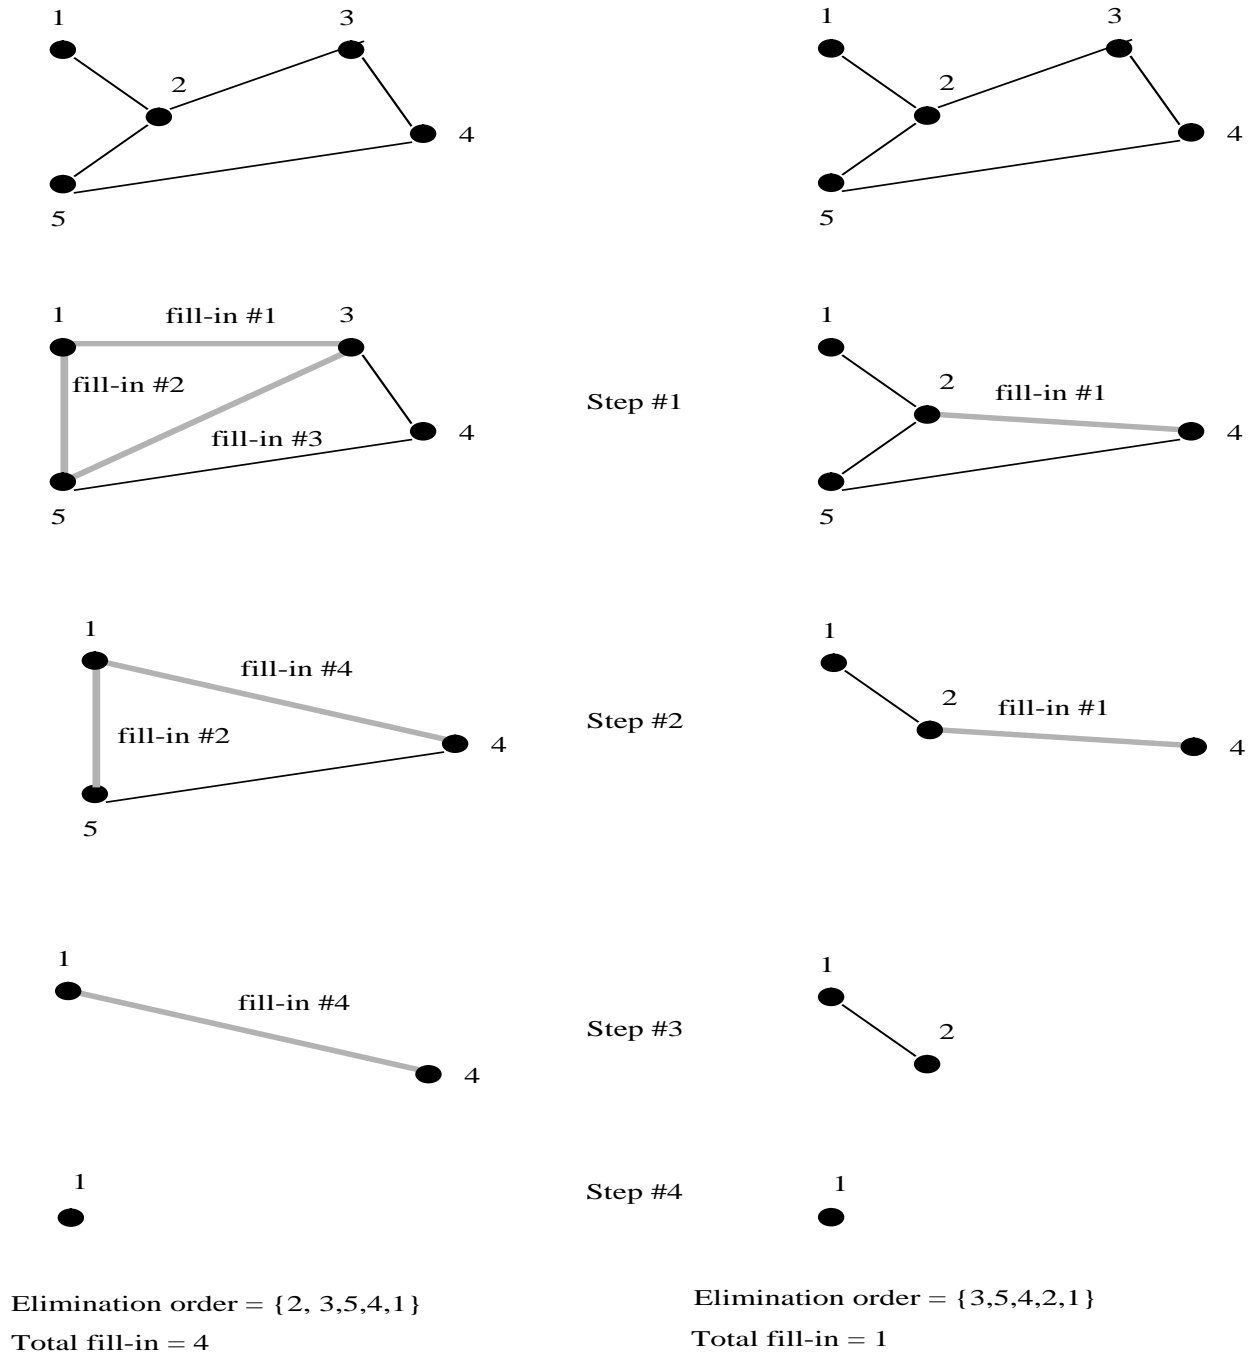 1
3
2
4
5
1
3
2
4
5
1
fill-in #1
3
fill-in #2
fill-in #3
4
5
Step #1
1
2
fill-in #1
4
5
1
fill-in #4
fill-in #2
4
5
Step #2
1
2
fill-in #1
4
1
fill-in #4
4
Step #3
1
2
1
Step #4
1
Elimination order = {2, 3,5,4,1}
Total fill-in = 4
Elimination order = {3,5,4,2,1}
Total fill-in = 1